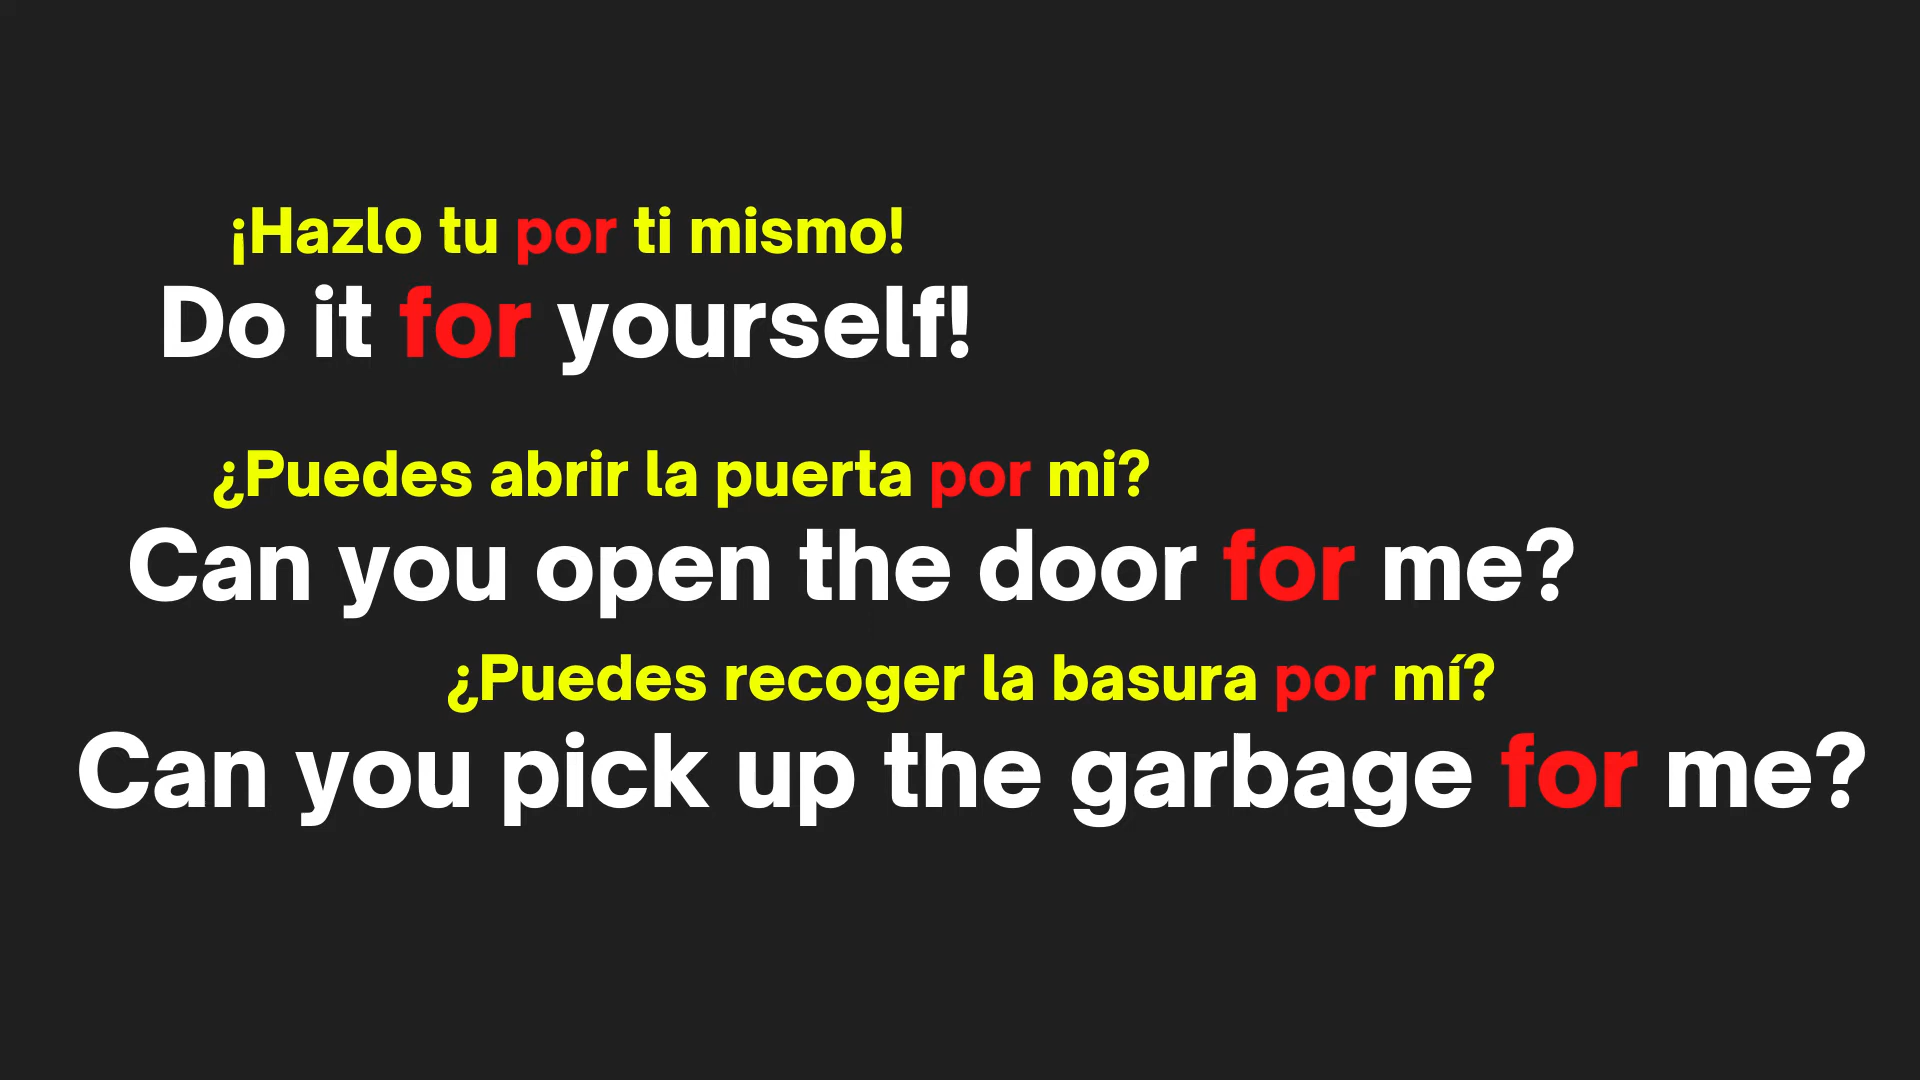 ¡Hazlo tu por ti mismo!
Do it for yourself!
¿Puedes abrir la puerta por mi?
Can you open the door for me?
¿Puedes recoger la basura por mí?
Can you pick up the garbage for me?